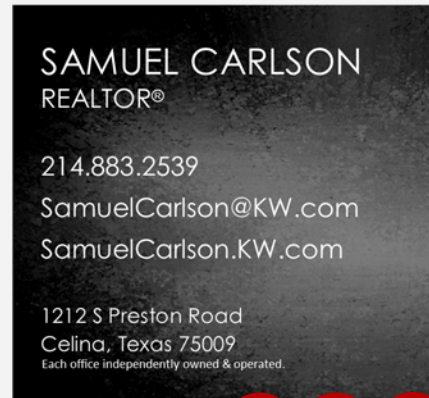 SAMUEL CARLSON
REALTOR®
214.883.2539
SamuelCarlson@KW.com
SamuelCarlson.KW.com
1212 S Preston Road
Celina, Texas 75009
Each office independently owned & operated.